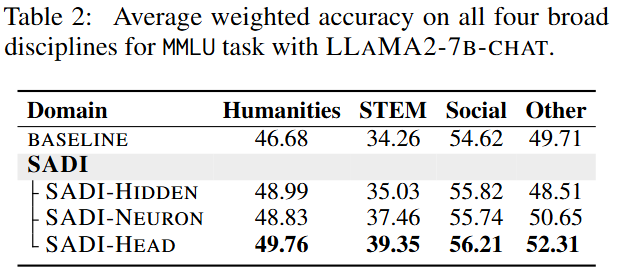 Table 2: Average weighted accuracy on all four broad
disciplines for MMLU task with LLAMA2-7B-CHAT.
Domain Humanities STEM Social Other
BASELINE 46.68 34.26 54.62 49.71
SADI
SADI-HIDDEN 48.99 35.03 55.82 48.51
SADI-NEURON 48.83 37.46 55.74 50.65
SADI-HEAD 49.76 39.35 56.21 52.31